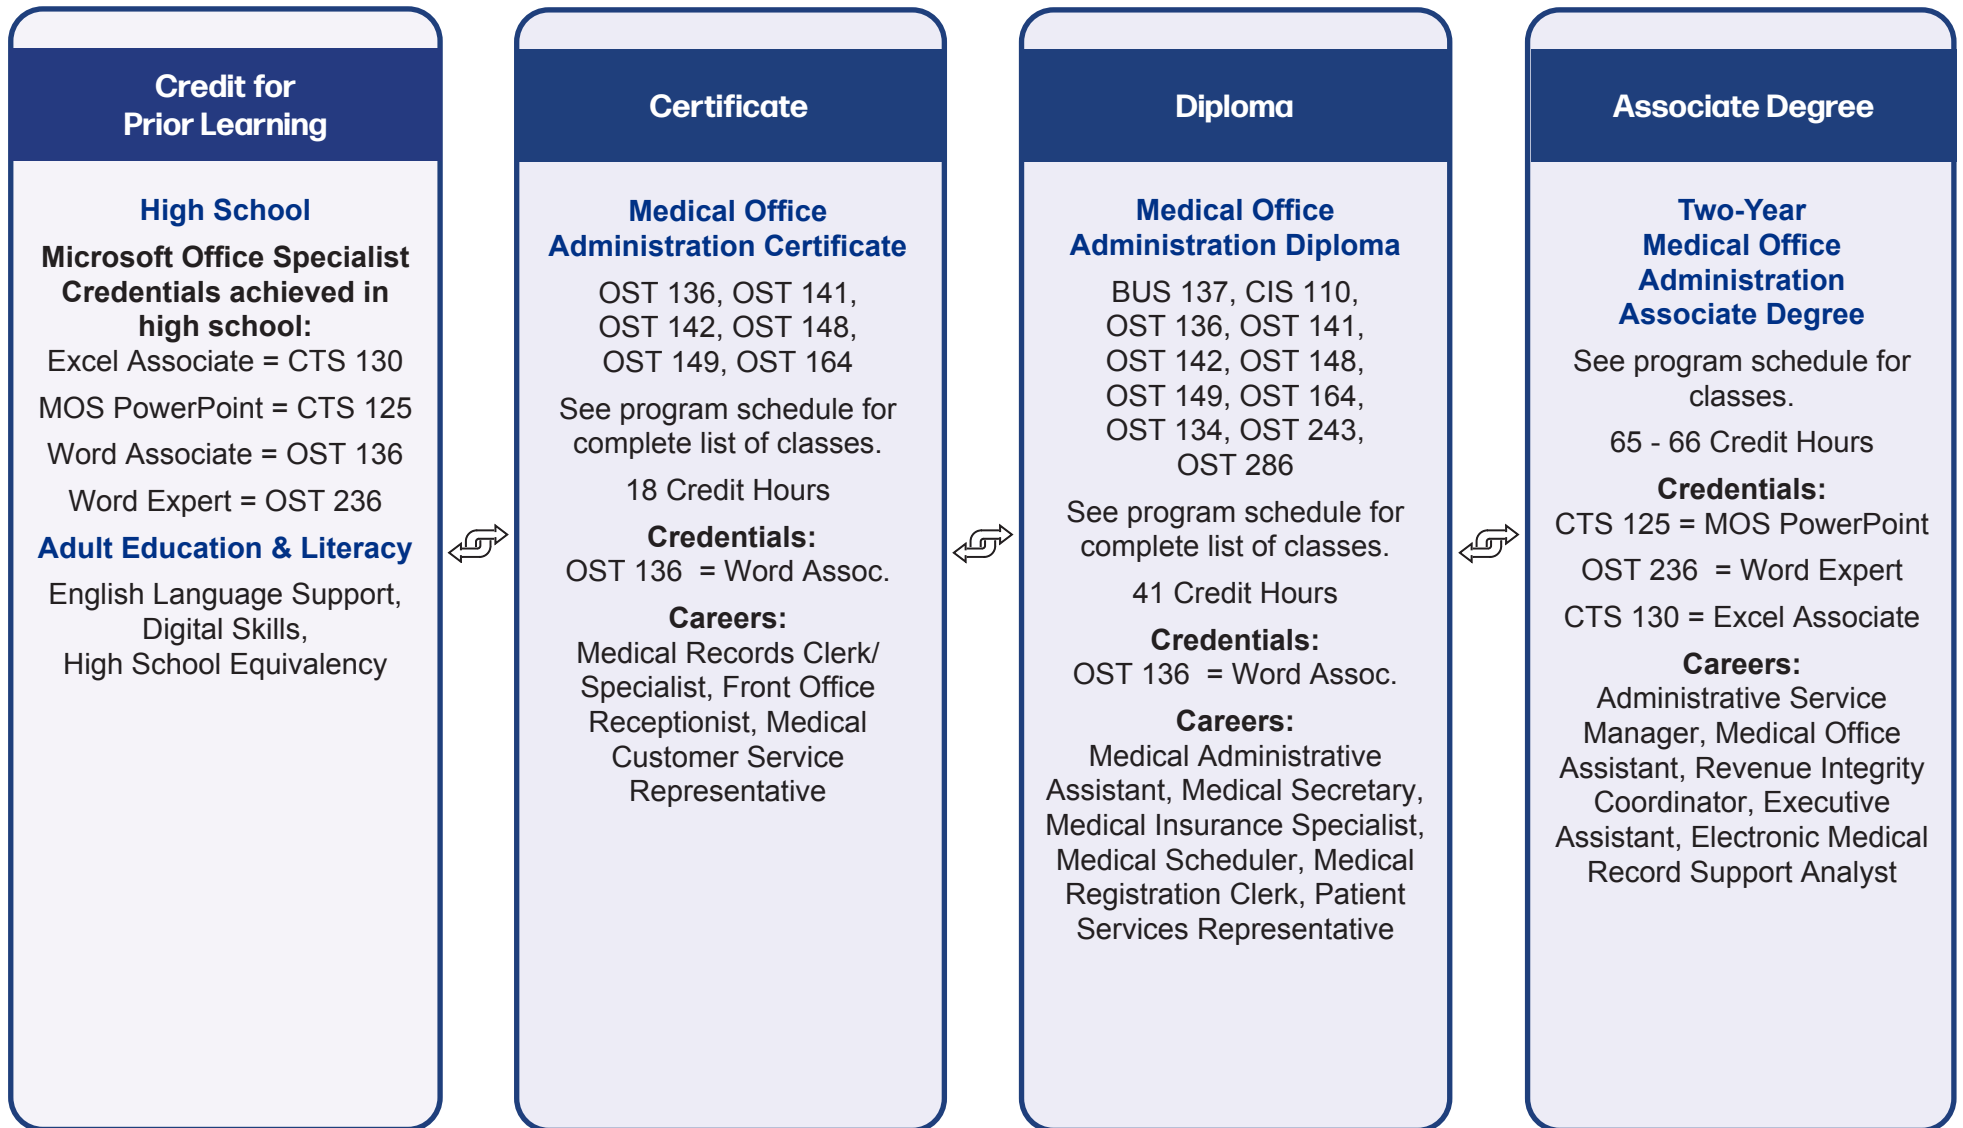 Credit for
Prior Learning
High School
Microsoft Office Specialist
Credentials achieved in
high school:
Excel Associate = CTS 130
MOS PowerPoint = CTS 125
Word Associate = OST 136
Word Expert = OST 236
Adult Education & Literacy
English Language Support,
Digital Skills,
High School Equivalency
Certificate
Medical Office
Administration Certificate
OST 136, OST 141,
OST 142, OST 148,
OST 149, OST 164
See program schedule for
complete list of classes.
18 Credit Hours
Credentials:
OST 136 = Word Assoc.
Careers:
Medical Records Clerk/
Specialist, Front Office
Receptionist, Medical
Customer Service
Representative
Diploma
Medical Office
Administration Diploma
BUS 137, CIS 110,
OST 136, OST 141,
OST 142, OST 148,
OST 149, OST 164,
OST 134, OST 243,
OST 286
See program schedule for
complete list of classes.
41 Credit Hours
Credentials:
OST 136 = Word Assoc.
Careers:
Medical Administrative
Assistant, Medical Secretary,
Medical Insurance Specialist,
Medical Scheduler, Medical
Registration Clerk, Patient
Services Representative
Associate Degree
Two-Year
Medical Office
Administration
Associate Degree
See program schedule for
classes.
65 - 66 Credit Hours
Credentials:
CTS 125 = MOS PowerPoint
OST 236 = Word Expert
CTS 130 = Excel Associate
Careers:
Administrative Service
Manager, Medical Office
Assistant, Revenue Integrity
Coordinator, Executive
Assistant, Electronic Medical
Record Support Analyst